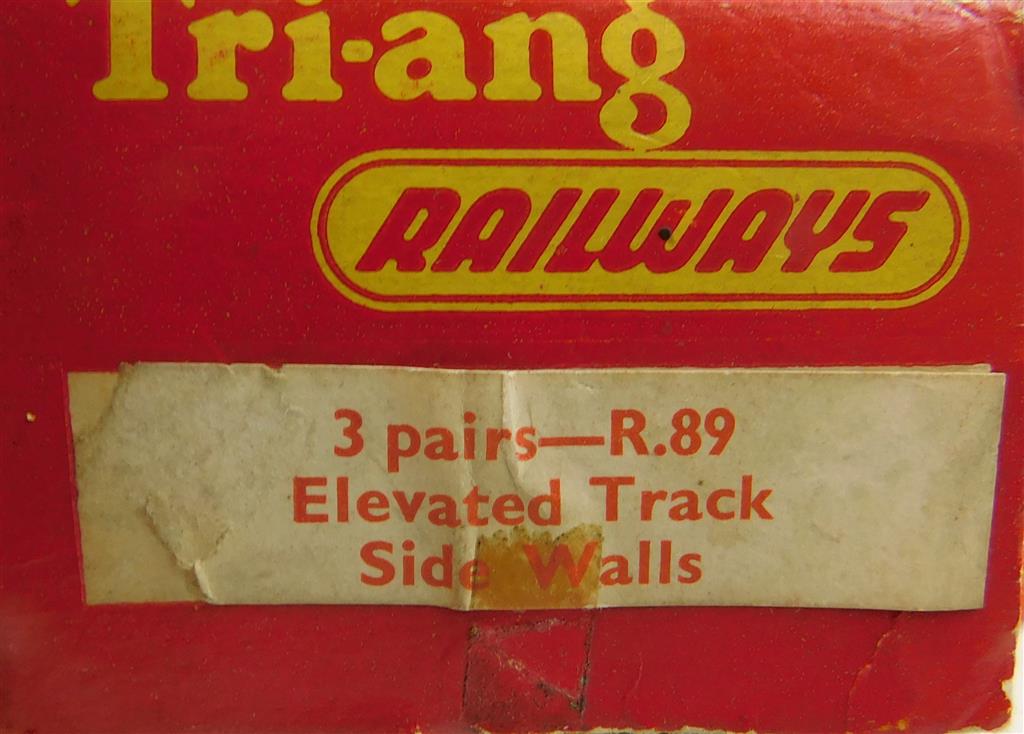 Tri-ang
RAILWAYS
3 pairs—R.89
Elevated Track
Side Walls